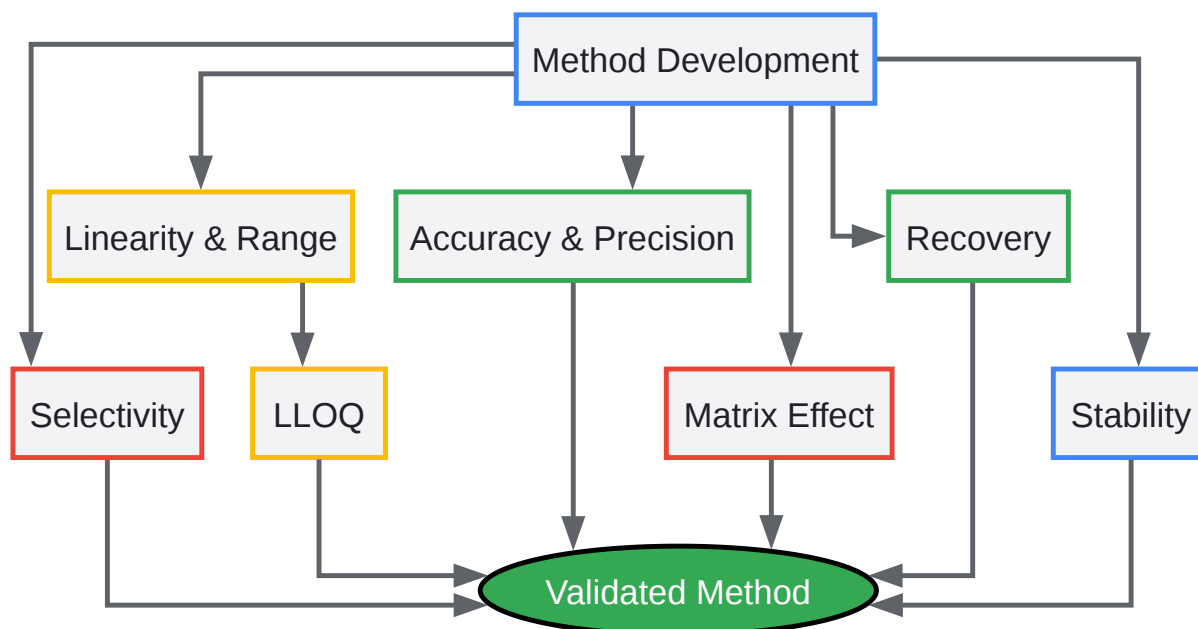 Method Development
Linearity & Range
Accuracy & Precision
Recovery
Selectivity
LLOQ
Matrix Effect
Stability
Validated Method